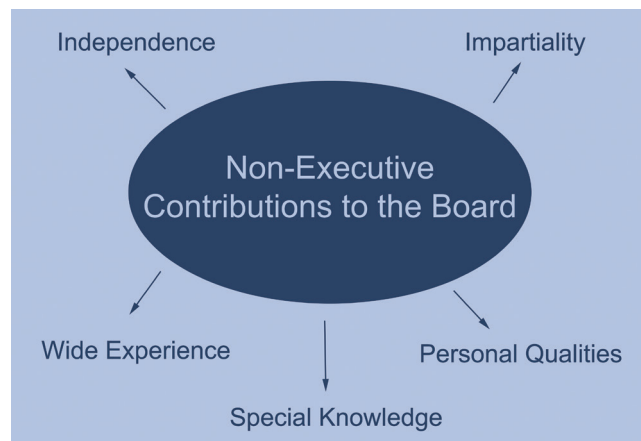 Independence
Impartiality
Non-Executive
Contributions to the Board
Wide Experience
Personal Qualities
Special Knowledge